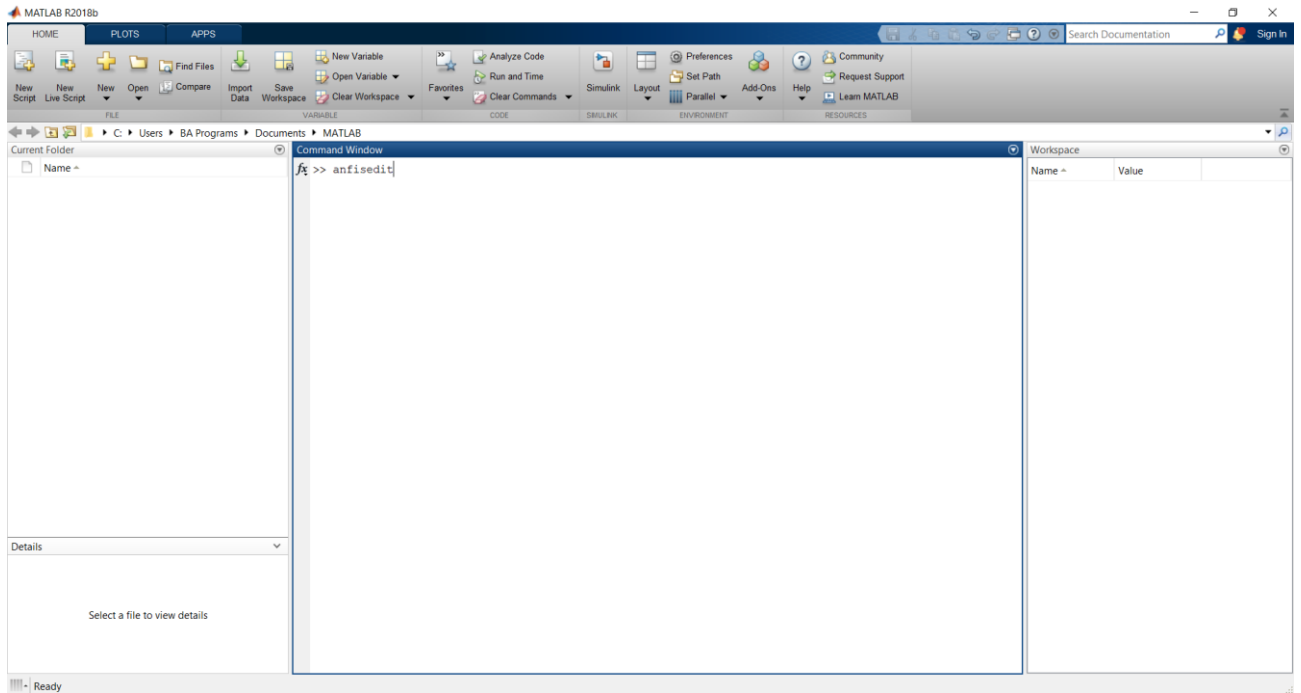 MATLAB R2018b
HOME PLOTS APPS
Search Documentation
Sign In
New Script
New Live Script
New
Open
Find Files
Compare
Import Data
Save Workspace
New Variable
Open Variable
Clear Workspace
Favorites
Analyze Code
Run and Time
Clear Commands
Simulink
Layout
Preferences
Set Path
Parallel
Add-Ons
Help
Community
Request Support
Learn MATLAB
FILE VARIABLE CODE SIMULINK ENVIRONMENT RESOURCES
C: Users BA Programs Documents MATLAB
Current Folder
Name
Command Window
fx >> anfisedit
Workspace
Name Value
Details
Select a file to view details
Ready